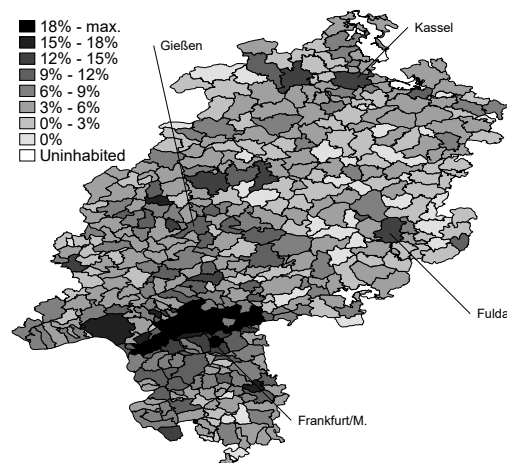 18% - max.
15% - 18%
12% - 15%
9% - 12%
6% - 9%
3% - 6%
0% - 3%
0%
Uninhabited
Kassel
Gießen
Fulda
Frankfurt/M.